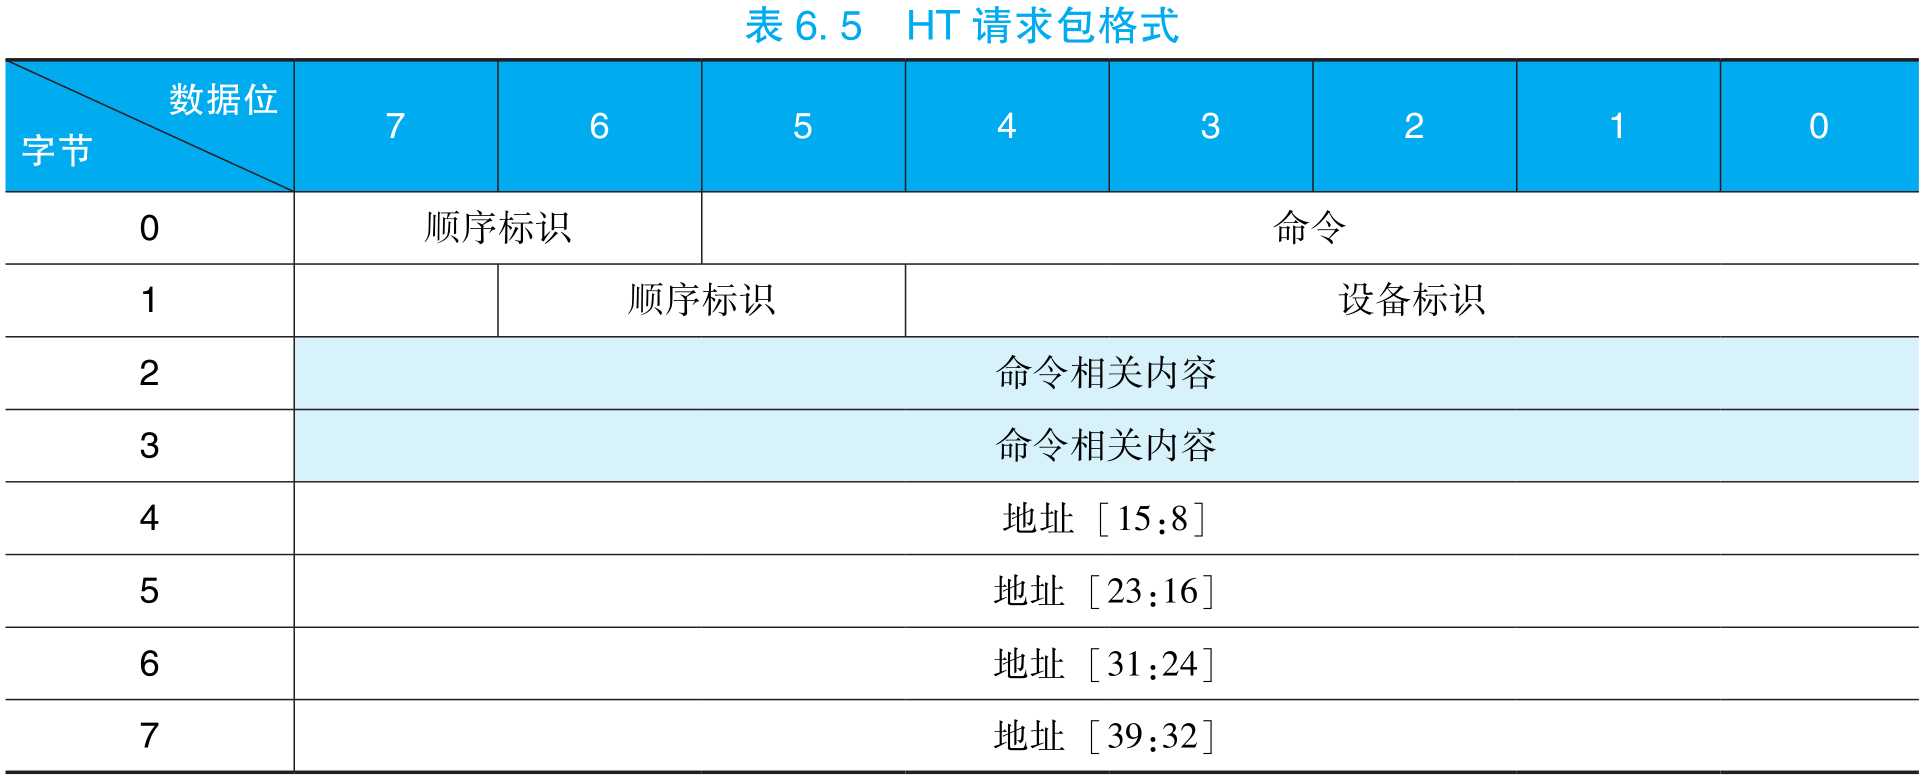 表 6. 5 HT 请求包格式
数据位
字节
7 6 5 4 3 2 1 0
0 顺序标识 命令
1 顺序标识 设备标识
2 命令相关内容
3 命令相关内容
4 地址 [15:8]
5 地址 [23:16]
6 地址 [31:24]
7 地址 [39:32]